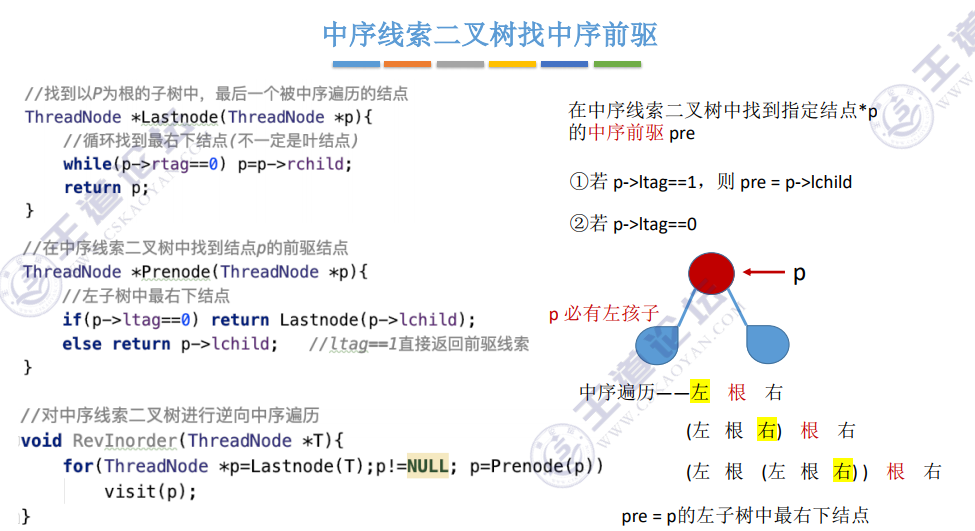 中序线索二叉树找中序前驱
//找到以P为根的子树中，最后一个被中序遍历的结点
ThreadNode *Lastnode(ThreadNode *p){
//循环找到最右下结点(不一定是叶结点)
while(p->rtag==0) p=p->rchild;
return p;
}
//在中序线索二叉树中找到结点p的前驱结点
ThreadNode *Prenode(ThreadNode *p){
//左子树中最右下结点
if(p->ltag==0) return Lastnode(p->lchild);
else return p->lchild; //ltag==1直接返回前驱线索
}
//对中序线索二叉树进行逆向中序遍历
void RevInorder(ThreadNode *T){
for(ThreadNode *p=Lastnode(T);p!=NULL; p=Prenode(p))
visit(p);
}
在中序线索二叉树中找到指定结点*p
的中序前驱 pre
①若 p->ltag==1，则 pre = p->lchild
②若 p->ltag==0
p
p 必有左孩子
中序遍历——左 根 右
(左 根 右) 根 右
(左 根 (左 根 右) ) 根 右
pre = p的左子树中最右下结点
王道论坛
WWW.CSKAOYAN.COM